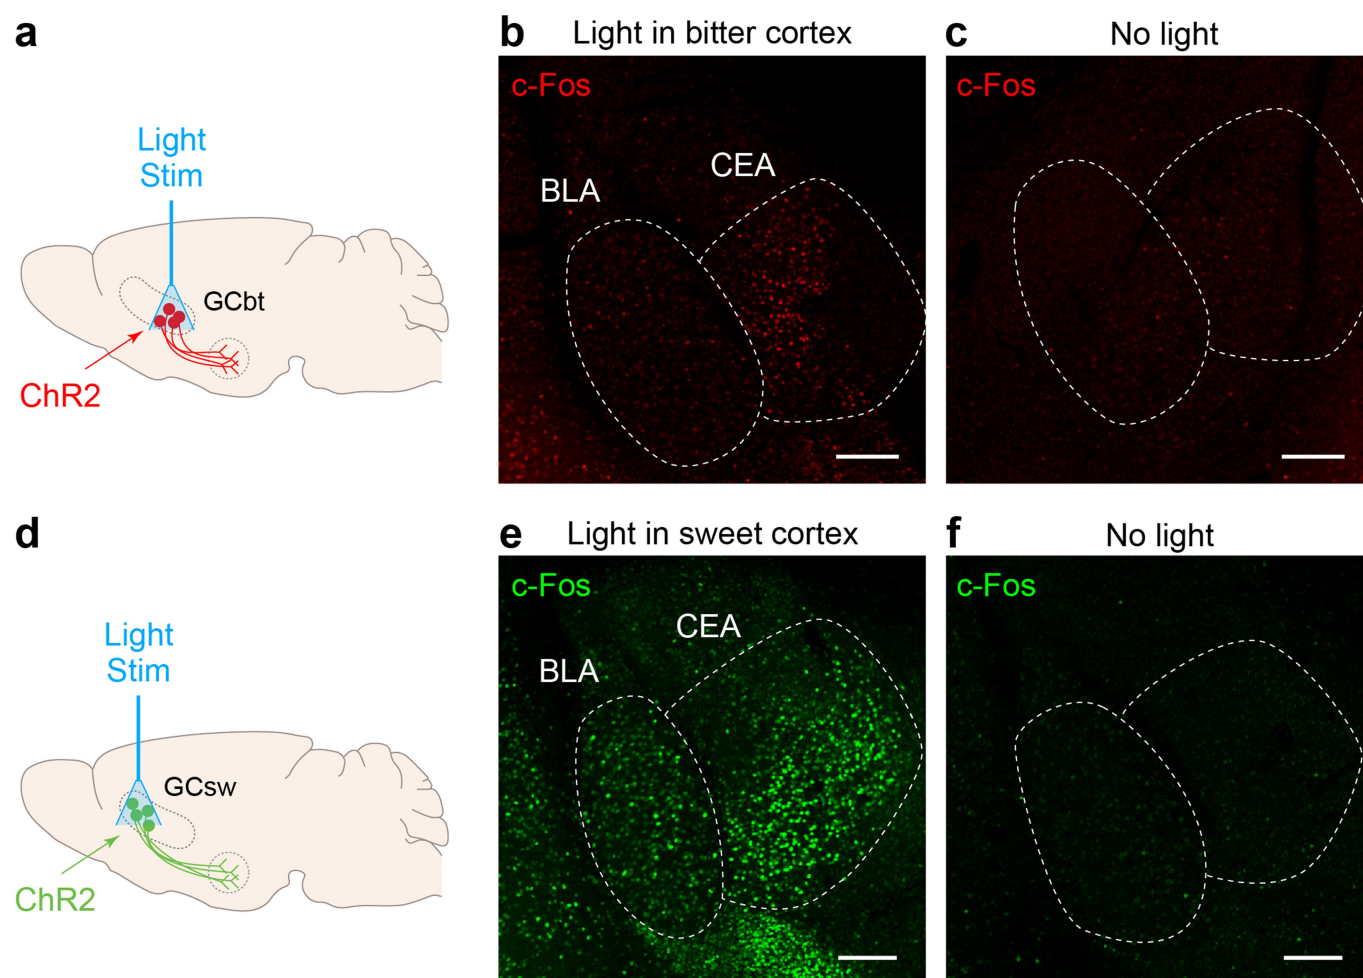 a
Light
Stim
GCbt
ChR2
b
Light in bitter cortex
c-Fos
CEA
BLA
c
No light
c-Fos
d
Light
Stim
GCsw
ChR2
e
Light in sweet cortex
c-Fos
CEA
BLA
f
No light
c-Fos